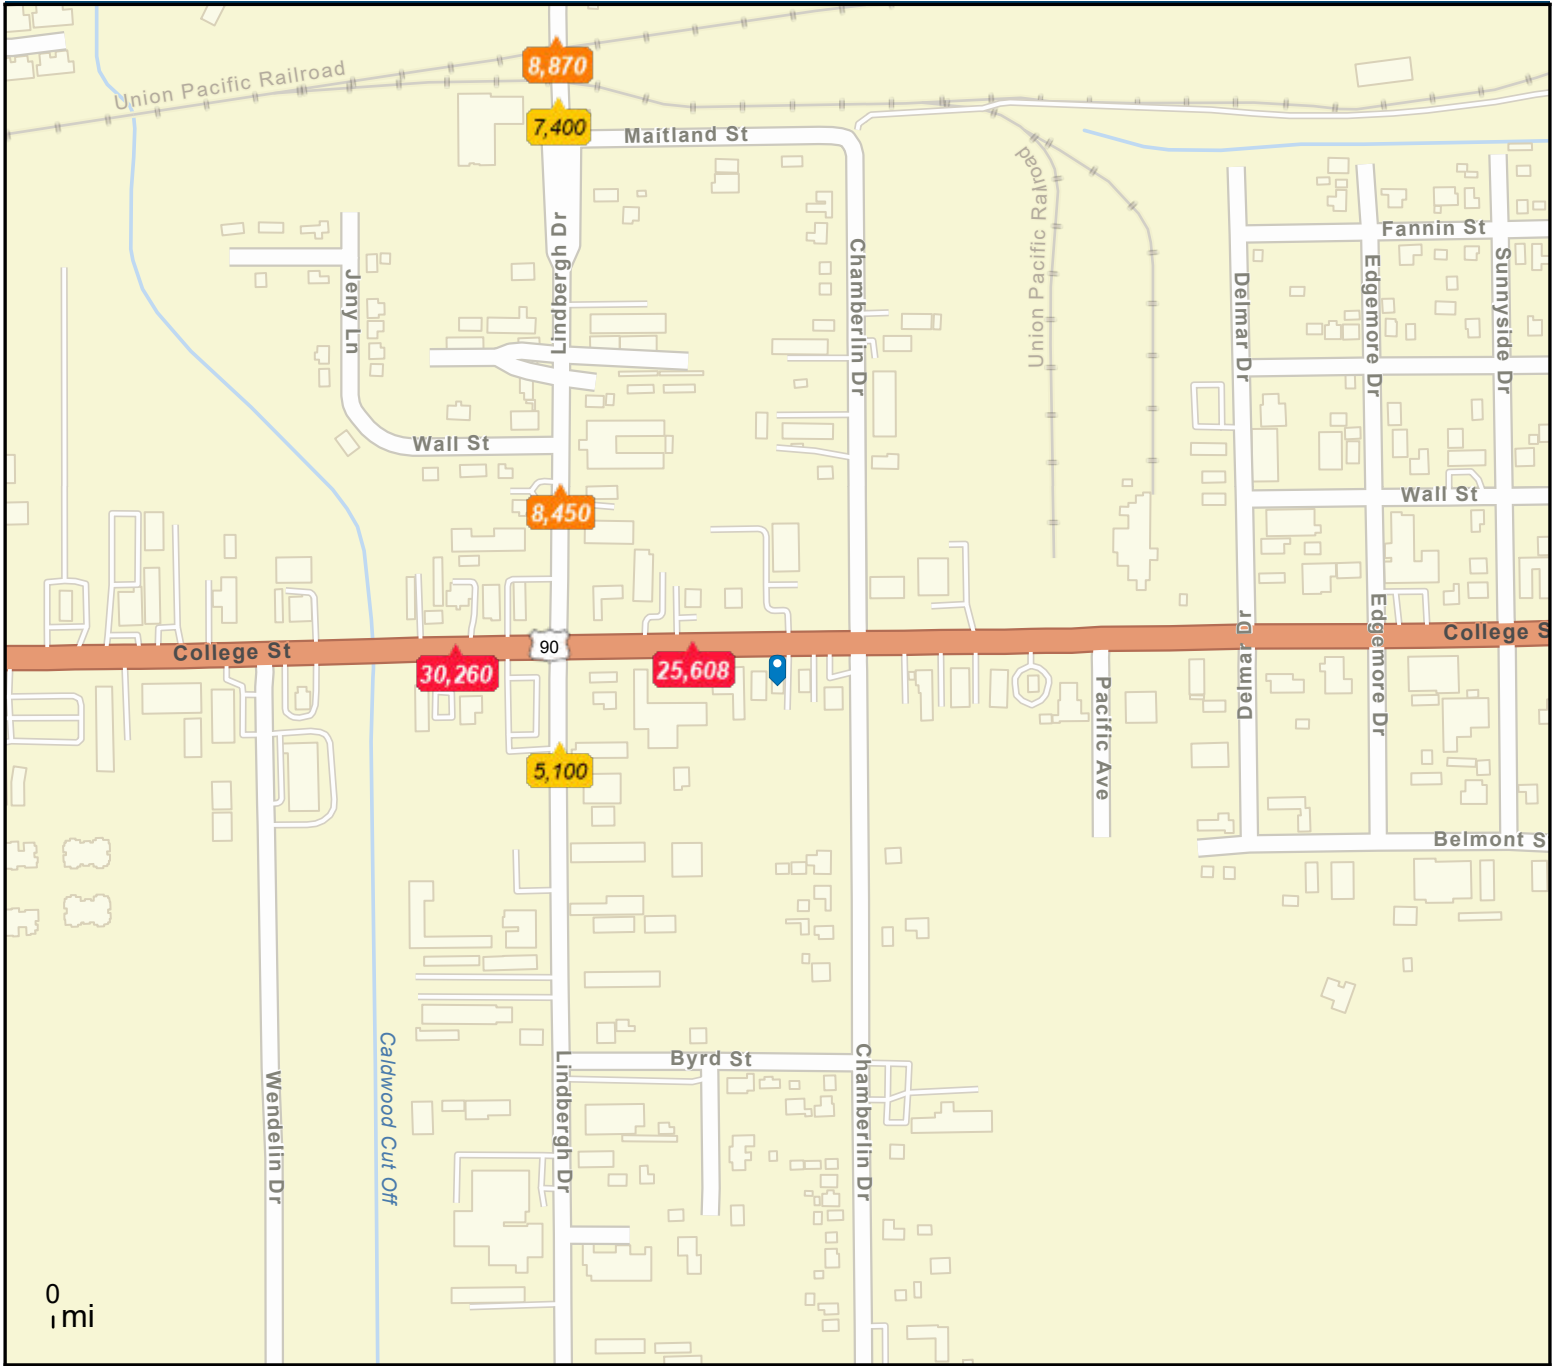 8,870
Union Pacific Railroad
7,400
Maitland St
Union Pacific Railroad
Lindbergh Dr
Chamberlin Dr
Fannin St
Jeny Ln
Delmar Dr
Edgemore Dr
Sunnyside Dr
Wall St
Wall St
8,450
Delmar Dr
Edgemore Dr
College S
90
College St
30,260
25,608
Pacific Ave
5,100
Belmont S
Caldwood Cut Off
Wendelin Dr
Lindbergh Dr
Byrd St
Chamberlin Dr
0
mi